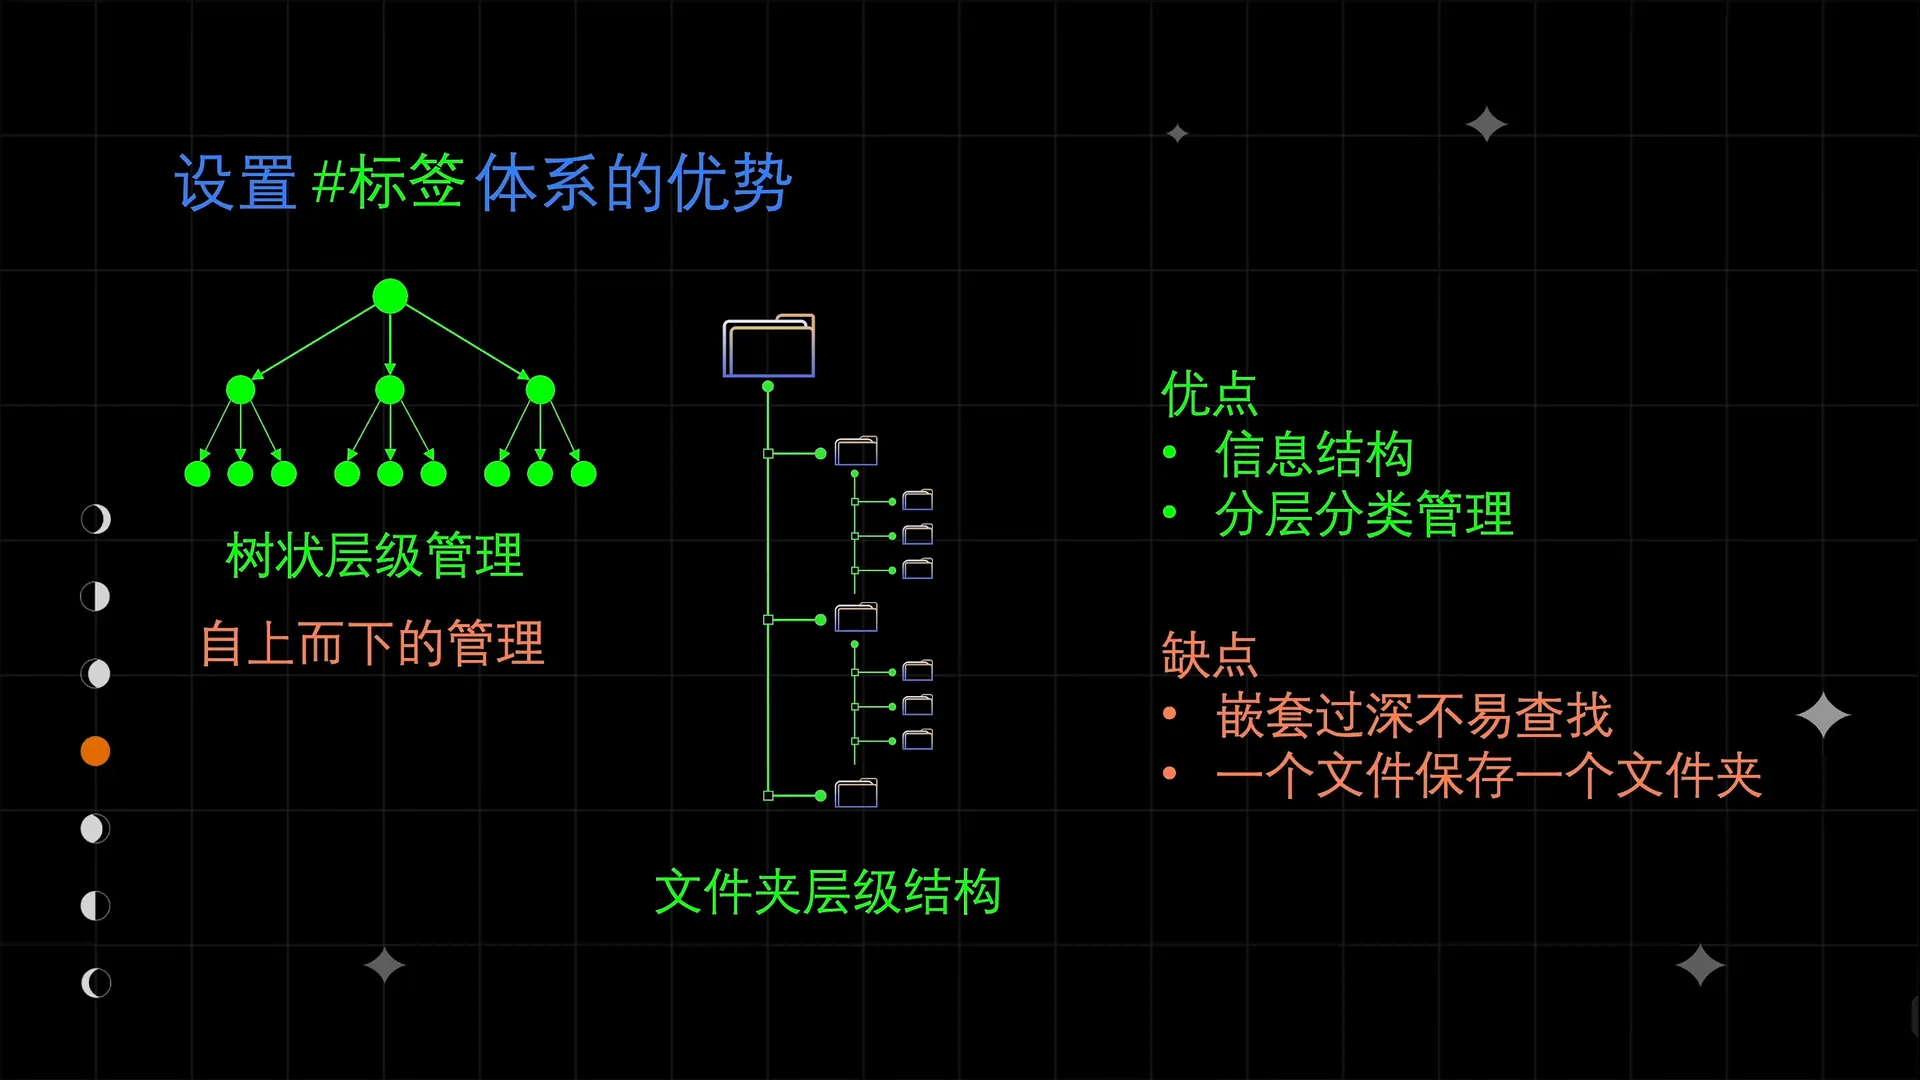 设置 #标签 体系的优势
树状层级管理
自上而下的管理
文件夹层级结构
优点
• 信息结构
• 分层分类管理
缺点
• 嵌套过深不易查找
• 一个文件保存一个文件夹